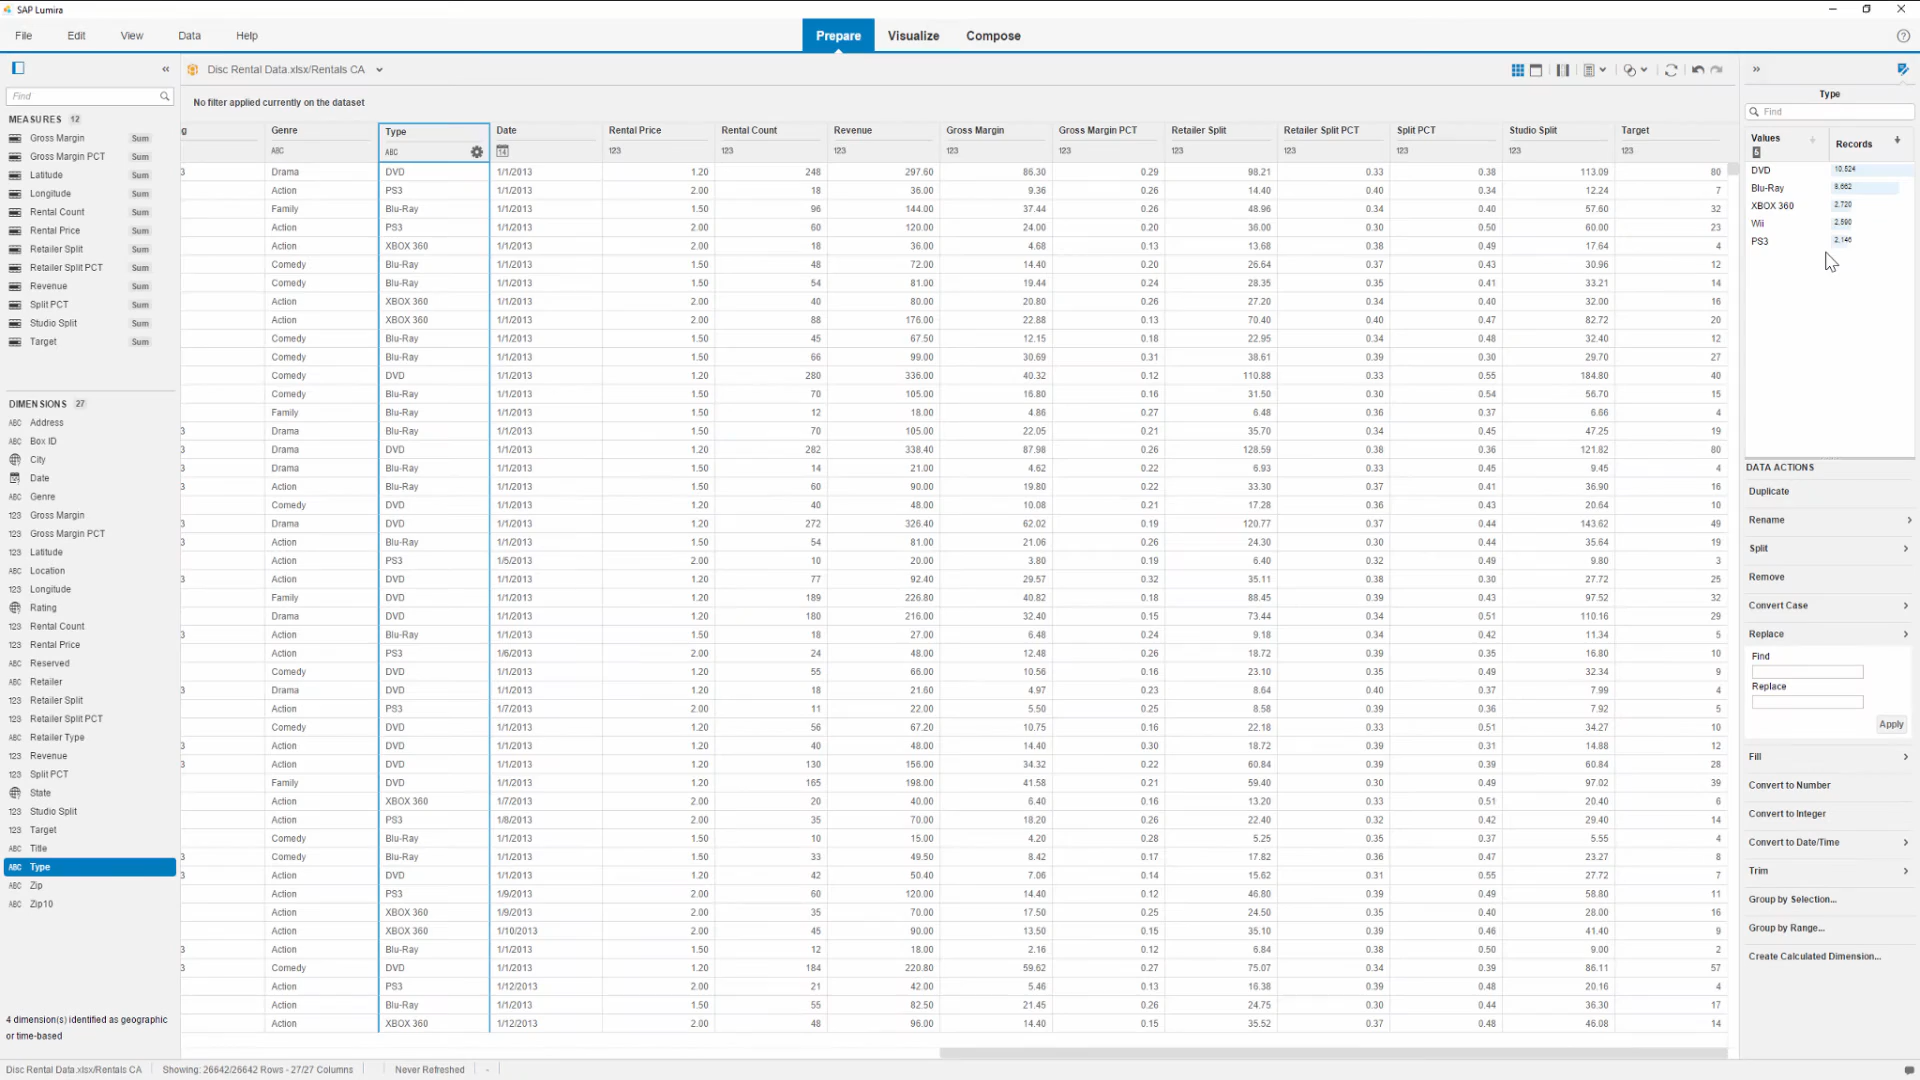 SAP Lumira
File Edit View Data Help Prepare Visualize Compose
Disc Rental Data.xlsx/Rentals CA
No filter applied currently on the dataset
Find
MEASURES 12
Gross Margin Sum
Gross Margin PCT Sum
Latitude Sum
Longitude Sum
Rental Count Sum
Rental Price Sum
Retailer Split Sum
Retailer Split PCT Sum
Revenue Sum
Split PCT Sum
Studio Split Sum
Target Sum
DIMENSIONS 27
ABC Address
ABC Box ID
City
Date
ABC Genre
123 Gross Margin
123 Gross Margin PCT
123 Latitude
ABC Location
123 Longitude
Rating
123 Rental Count
123 Rental Price
ABC Reserved
ABC Retailer
123 Retailer Split
123 Retailer Split PCT
ABC Retailer Type
123 Revenue
123 Split PCT
State
123 Studio Split
123 Target
ABC Title
ABC Type
ABC Zip
ABC Zip10
4 dimension(s) identified as geographic
or time-based
g Genre Type Date Rental Price Rental Count Revenue Gross Margin Gross Margin PCT Retailer Split Retailer Split PCT Split PCT Studio Split Target
ABC ABC 14 123 123 123 123 123 123 123 123 123 123
3 Drama DVD 1/1/2013 1.20 248 297.60 86.30 0.29 98.21 0.33 0.38 113.09 80
Action PS3 1/1/2013 2.00 18 36.00 9.36 0.26 14.40 0.40 0.34 12.24 7
Family Blu-Ray 1/1/2013 1.50 96 144.00 37.44 0.26 48.96 0.34 0.40 57.60 32
Action PS3 1/1/2013 2.00 60 120.00 24.00 0.20 36.00 0.30 0.50 60.00 23
Action XBOX 360 1/1/2013 2.00 18 36.00 4.68 0.13 13.68 0.38 0.49 17.64 4
Comedy Blu-Ray 1/1/2013 1.50 48 72.00 14.40 0.20 26.64 0.37 0.43 30.96 12
Comedy Blu-Ray 1/1/2013 1.50 54 81.00 19.44 0.24 28.35 0.35 0.41 33.21 14
Action XBOX 360 1/1/2013 2.00 40 80.00 20.80 0.26 27.20 0.34 0.40 32.00 16
Action XBOX 360 1/1/2013 2.00 88 176.00 22.88 0.13 70.40 0.40 0.47 82.72 20
Comedy Blu-Ray 1/1/2013 1.50 45 67.50 12.15 0.18 22.95 0.34 0.48 32.40 12
Comedy Blu-Ray 1/1/2013 1.50 66 99.00 30.69 0.31 38.61 0.39 0.30 29.70 27
Comedy DVD 1/1/2013 1.20 280 336.00 40.32 0.12 110.88 0.33 0.55 184.80 40
Comedy Blu-Ray 1/1/2013 1.50 70 105.00 16.80 0.16 31.50 0.30 0.54 56.70 15
Family Blu-Ray 1/1/2013 1.50 12 18.00 4.86 0.27 6.48 0.36 0.37 6.66 4
3 Drama Blu-Ray 1/1/2013 1.50 70 105.00 22.05 0.21 35.70 0.34 0.45 47.25 19
3 Drama DVD 1/1/2013 1.20 282 338.40 87.98 0.26 128.59 0.38 0.36 121.82 80
3 Drama Blu-Ray 1/1/2013 1.50 14 21.00 4.62 0.22 6.93 0.33 0.45 9.45 4
3 Action Blu-Ray 1/1/2013 1.50 60 90.00 19.80 0.22 33.30 0.37 0.41 36.90 16
Comedy DVD 1/1/2013 1.20 40 48.00 10.08 0.21 17.28 0.36 0.43 20.64 10
3 Drama DVD 1/1/2013 1.20 272 326.40 62.02 0.19 120.77 0.37 0.44 143.62 49
3 Action Blu-Ray 1/1/2013 1.50 54 81.00 21.06 0.26 24.30 0.30 0.44 35.64 19
Action PS3 1/5/2013 2.00 10 20.00 3.80 0.19 6.40 0.32 0.49 9.80 3
3 Action DVD 1/1/2013 1.20 77 92.40 29.57 0.32 35.11 0.38 0.30 27.72 25
Family DVD 1/1/2013 1.20 189 226.80 40.82 0.18 88.45 0.39 0.43 97.52 32
Drama DVD 1/1/2013 1.20 180 216.00 32.40 0.15 73.44 0.34 0.51 110.16 29
3 Action Blu-Ray 1/1/2013 1.50 18 27.00 6.48 0.24 9.18 0.34 0.42 11.34 5
Action PS3 1/6/2013 2.00 24 48.00 12.48 0.26 18.72 0.39 0.35 16.80 10
Comedy DVD 1/1/2013 1.20 55 66.00 10.56 0.16 23.10 0.35 0.49 32.34 9
3 Drama DVD 1/1/2013 1.20 18 21.60 4.97 0.23 8.64 0.40 0.37 7.99 4
Action PS3 1/7/2013 2.00 11 22.00 5.50 0.25 8.58 0.39 0.36 7.92 5
Comedy DVD 1/1/2013 1.20 56 67.20 10.75 0.16 22.18 0.33 0.51 34.27 10
3 Action DVD 1/1/2013 1.20 40 48.00 14.40 0.30 18.72 0.39 0.31 14.88 12
3 Action DVD 1/1/2013 1.20 130 156.00 34.32 0.22 60.84 0.39 0.39 60.84 28
Family DVD 1/1/2013 1.20 165 198.00 41.58 0.21 59.40 0.30 0.49 97.02 39
Action XBOX 360 1/7/2013 2.00 20 40.00 6.40 0.16 13.20 0.33 0.51 20.40 6
Action PS3 1/8/2013 2.00 35 70.00 18.20 0.26 22.40 0.32 0.42 29.40 14
Comedy Blu-Ray 1/1/2013 1.50 10 15.00 4.20 0.28 5.25 0.35 0.37 5.55 4
3 Comedy Blu-Ray 1/1/2013 1.50 33 49.50 8.42 0.17 17.82 0.36 0.47 23.27 8
3 Action DVD 1/1/2013 1.20 42 50.40 7.06 0.14 15.62 0.31 0.55 27.72 7
Action PS3 1/9/2013 2.00 60 120.00 14.40 0.12 46.80 0.39 0.49 58.80 11
Action XBOX 360 1/9/2013 2.00 35 70.00 17.50 0.25 24.50 0.35 0.40 28.00 16
Action XBOX 360 1/10/2013 2.00 45 90.00 13.50 0.15 35.10 0.39 0.46 41.40 9
3 Action Blu-Ray 1/1/2013 1.50 12 18.00 2.16 0.12 6.84 0.38 0.50 9.00 2
3 Comedy DVD 1/1/2013 1.20 184 220.80 59.62 0.27 75.07 0.34 0.39 86.11 57
Action PS3 1/12/2013 2.00 21 42.00 5.46 0.13 16.38 0.39 0.48 20.16 4
Action Blu-Ray 1/1/2013 1.50 55 82.50 21.45 0.26 24.75 0.30 0.44 36.30 17
Action XBOX 360 1/12/2013 2.00 48 96.00 14.40 0.15 35.52 0.37 0.48 46.08 14
Type
Find
Values Records
DVD 10,524
Blu-Ray 8,662
XBOX 360 2,720
Wii 2,590
PS3 2,146
DATA ACTIONS
Duplicate
Rename
Split
Remove
Convert Case
Replace
Find
Replace
Apply
Fill
Convert to Number
Convert to Integer
Convert to Date/Time
Trim
Group by Selection...
Group by Range...
Create Calculated Dimension...
Disc Rental Data.xlsx/Rentals CA Showing: 26642/26642 Rows - 27/27 Columns Never Refreshed -